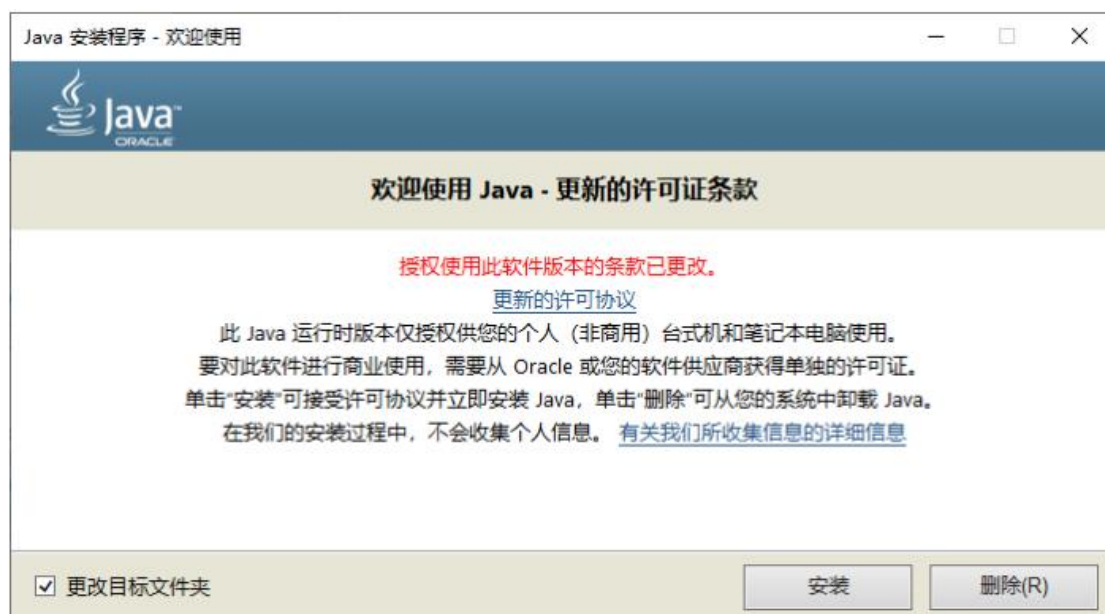 Java 安装程序 - 欢迎使用
Java™
ORACLE
欢迎使用 Java - 更新的许可证条款
授权使用此软件版本的条款已更改。
更新的许可协议
此 Java 运行时版本仅授权供您的个人（非商用）台式机和笔记本电脑使用。
要对此软件进行商业使用，需要从 Oracle 或您的软件供应商获得单独的许可证。
单击“安装”可接受许可协议并立即安装 Java，单击“删除”可从您的系统中卸载 Java。
在我们的安装过程中，不会收集个人信息。 有关我们所收集信息的详细信息
更改目标文件夹
安装
删除(R)